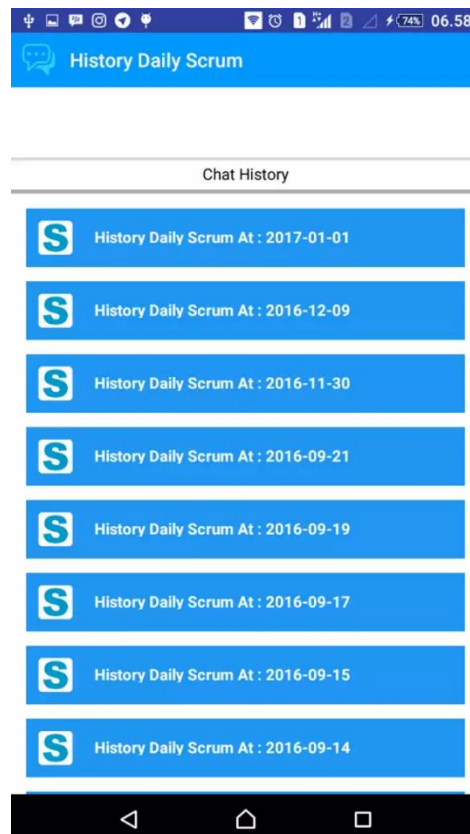 74% 06.58
History Daily Scrum
Chat History
S History Daily Scrum At : 2017-01-01
S History Daily Scrum At : 2016-12-09
S History Daily Scrum At : 2016-11-30
S History Daily Scrum At : 2016-09-21
S History Daily Scrum At : 2016-09-19
S History Daily Scrum At : 2016-09-17
S History Daily Scrum At : 2016-09-15
S History Daily Scrum At : 2016-09-14